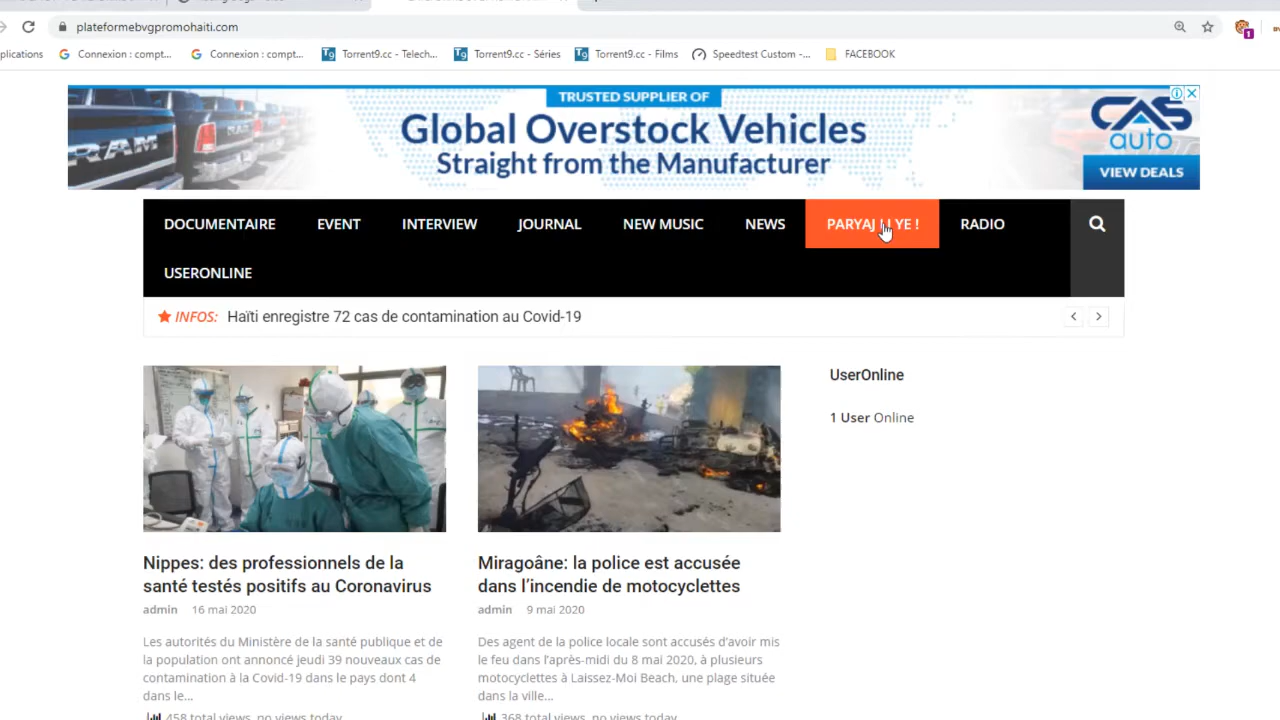 plateformebvgpromohaiti.com
plications
Connexion : compt...
Connexion : compt...
Torrent9.cc - Telech...
Torrent9.cc - Séries
Torrent9.cc - Films
Speedtest Custom -...
FACEBOOK
TRUSTED SUPPLIER OF
Global Overstock Vehicles
Straight from the Manufacturer
RAM
CAS
auto
VIEW DEALS
DOCUMENTAIRE EVENT INTERVIEW JOURNAL NEW MUSIC NEWS PARYAJ YE ! RADIO
USERONLINE
INFOS: Haïti enregistre 72 cas de contamination au Covid-19
UserOnline
1 User Online
Nippes: des professionnels de la
santé testés positifs au Coronavirus
admin 16 mai 2020
Les autorités du Ministère de la santé publique et de
la population ont annoncé jeudi 39 nouveaux cas de
contamination à la Covid-19 dans le pays dont 4
dans le...
458 total views, no views today
Miragoâne: la police est accusée
dans l'incendie de motocyclettes
admin 9 mai 2020
Des agent de la police locale sont accusés d'avoir mis
le feu dans l'après-midi du 8 mai 2020, à plusieurs
motocyclettes à Laissez-Moi Beach, une plage située
dans la ville...
368 total views, no views today